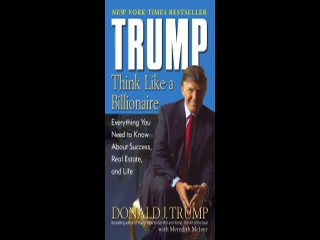 NEW YORK TIMES BESTSELLER
TRUMP
Think Like a
Billionaire
Everything You
Need to Know
About Success,
Real Estate,
and Life
DONALD J. TRUMP
with Meredith McIver